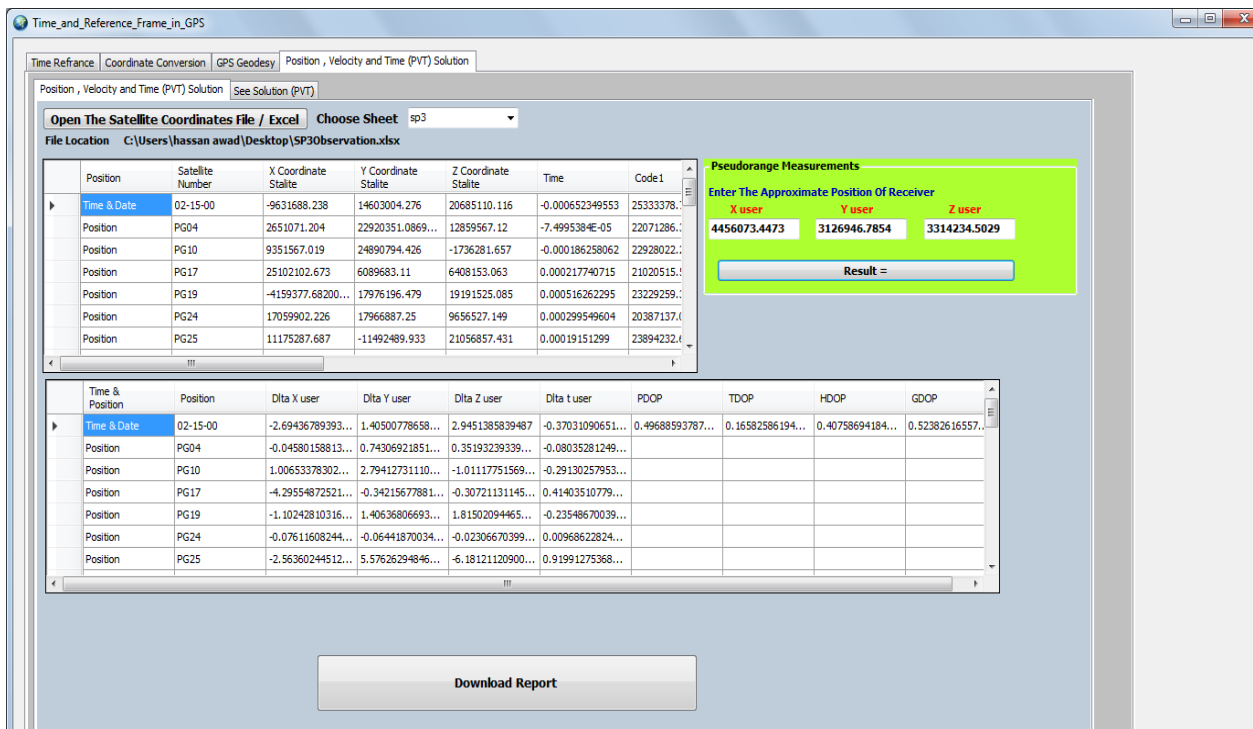 Time_and_Reference_Frame_in_GPS
Time Refrance Coordinate Conversion GPS Geodesy Position , Velocity and Time (PVT) Solution
Position , Velocity and Time (PVT) Solution See Solution (PVT)
Open The Satellite Coordinates File / Excel Choose Sheet sp3
File Location C:\Users\hassan awad\Desktop\SP3Observation.xlsx
Position Satellite Number X Coordinate Stalite Y Coordinate Stalite Z Coordinate Stalite Time Code1
Time & Date 02-15-00 -9631688.238 14603004.276 20685110.116 -0.000652349553 25333378.
Position PG04 2651071.204 22920351.0869... 12859567.12 -7.4995384E-05 22071286.
Position PG10 9351567.019 24890794.426 -1736281.657 -0.000186258062 22928022.
Position PG17 25102102.673 6089683.11 6408153.063 0.000217740715 21020515.
Position PG19 -4159377.68200... 17976196.479 19191525.085 0.000516262295 23229259.
Position PG24 17059902.226 17966887.25 9656527.149 0.000299549604 20387137.
Position PG25 11175287.687 -11492489.933 21056857.431 0.00019151299 23894232.
Pseudorange Measurements
Enter The Approximate Position Of Receiver
X user Y user Z user
4456073.4473 3126946.7854 3314234.5029
Result =
Time & Position Position Dlta X user Dlta Y user Dlta Z user Dlta t user PDOP TDOP HDOP GDOP
Time & Date 02-15-00 -2.69436789393... 1.40500778658... 2.9451385839487 -0.37031090651... 0.49688593787... 0.16582586194... 0.40758694184... 0.52382616557...
Position PG04 -0.04580158813... 0.74306921851... 0.35193239339... -0.08035281249...
Position PG10 1.00653378302... 2.79412731110... -1.01117751569... -0.29130257953...
Position PG17 -4.29554872521... -0.34215677881... -0.30721131145... 0.41403510779...
Position PG19 -1.10242810316... 1.40636806693... 1.81502094465... -0.23548670039...
Position PG24 -0.07611608244... -0.06441870034... -0.02306670399... 0.00968622824...
Position PG25 -2.56360244512... 5.57626294846... -6.18121120900... 0.91991275368...
Download Report